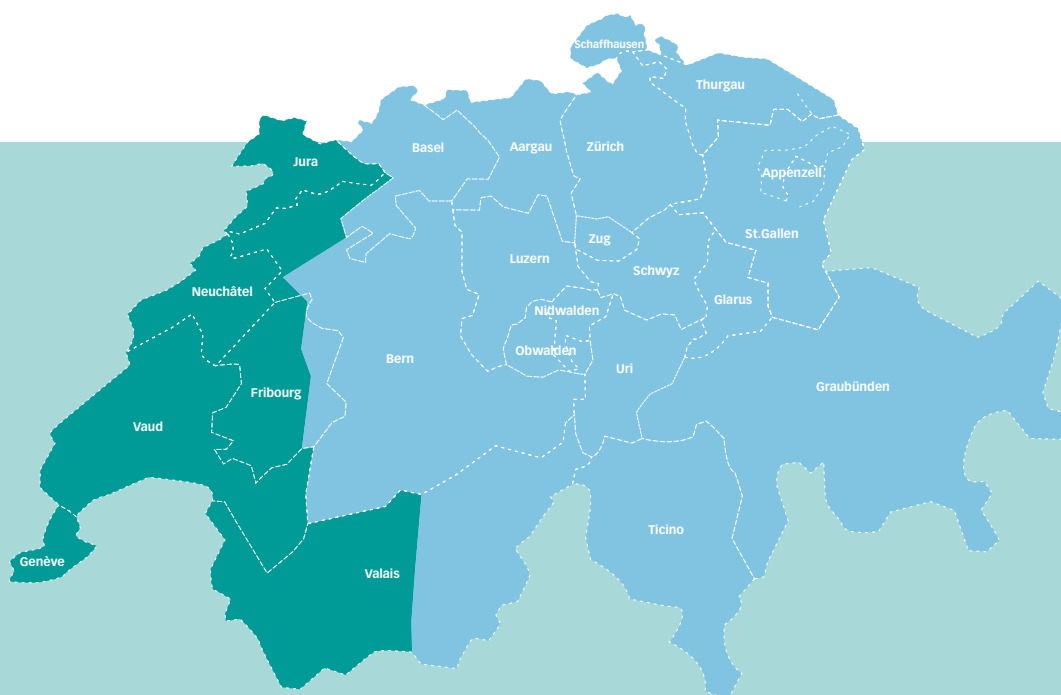 Schaffhausen
Thurgau
Basel
Aargau
Zürich
Jura
Appenzell
St.Gallen
Zug
Luzern
Schwyz
Neuchâtel
Glarus
Nidwalden
Obwalden
Bern
Uri
Graubünden
Fribourg
Vaud
Ticino
Genève
Valais